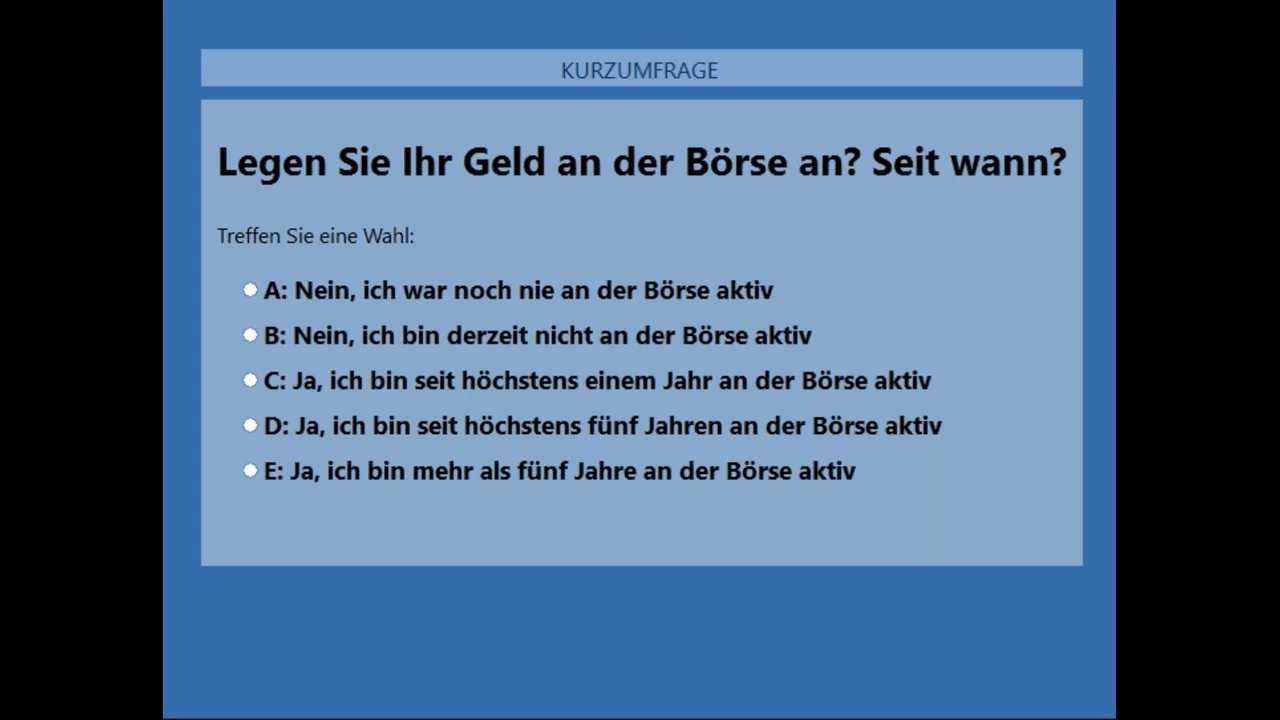 KURZUMFRAGE
Legen Sie Ihr Geld an der Börse an? Seit wann?
Treffen Sie eine Wahl:
A: Nein, ich war noch nie an der Börse aktiv
B: Nein, ich bin derzeit nicht an der Börse aktiv
C: Ja, ich bin seit höchstens einem Jahr an der Börse aktiv
D: Ja, ich bin seit höchstens fünf Jahren an der Börse aktiv
E: Ja, ich bin mehr als fünf Jahre an der Börse aktiv